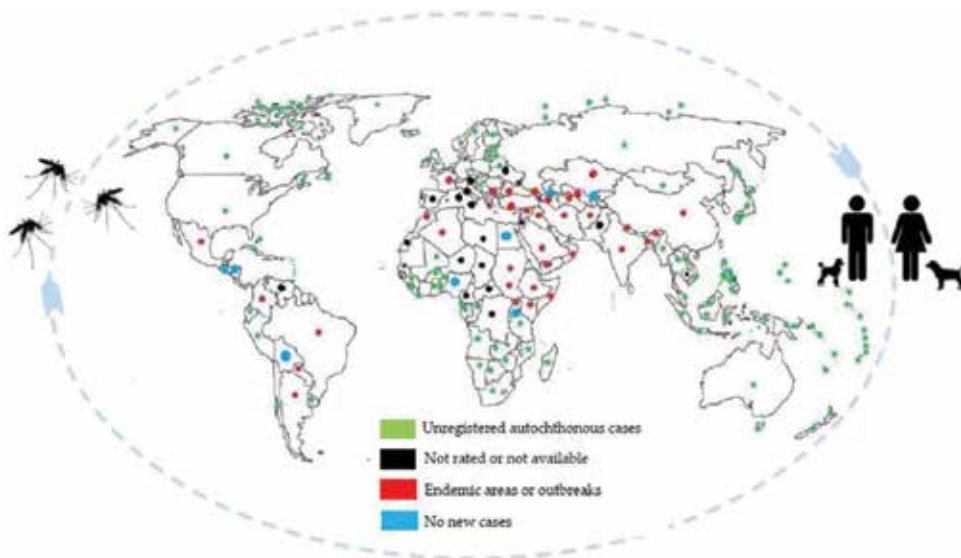 Unregistered autochthonous cases
Not rated or not available
Endemic areas or outbreaks
No new cases